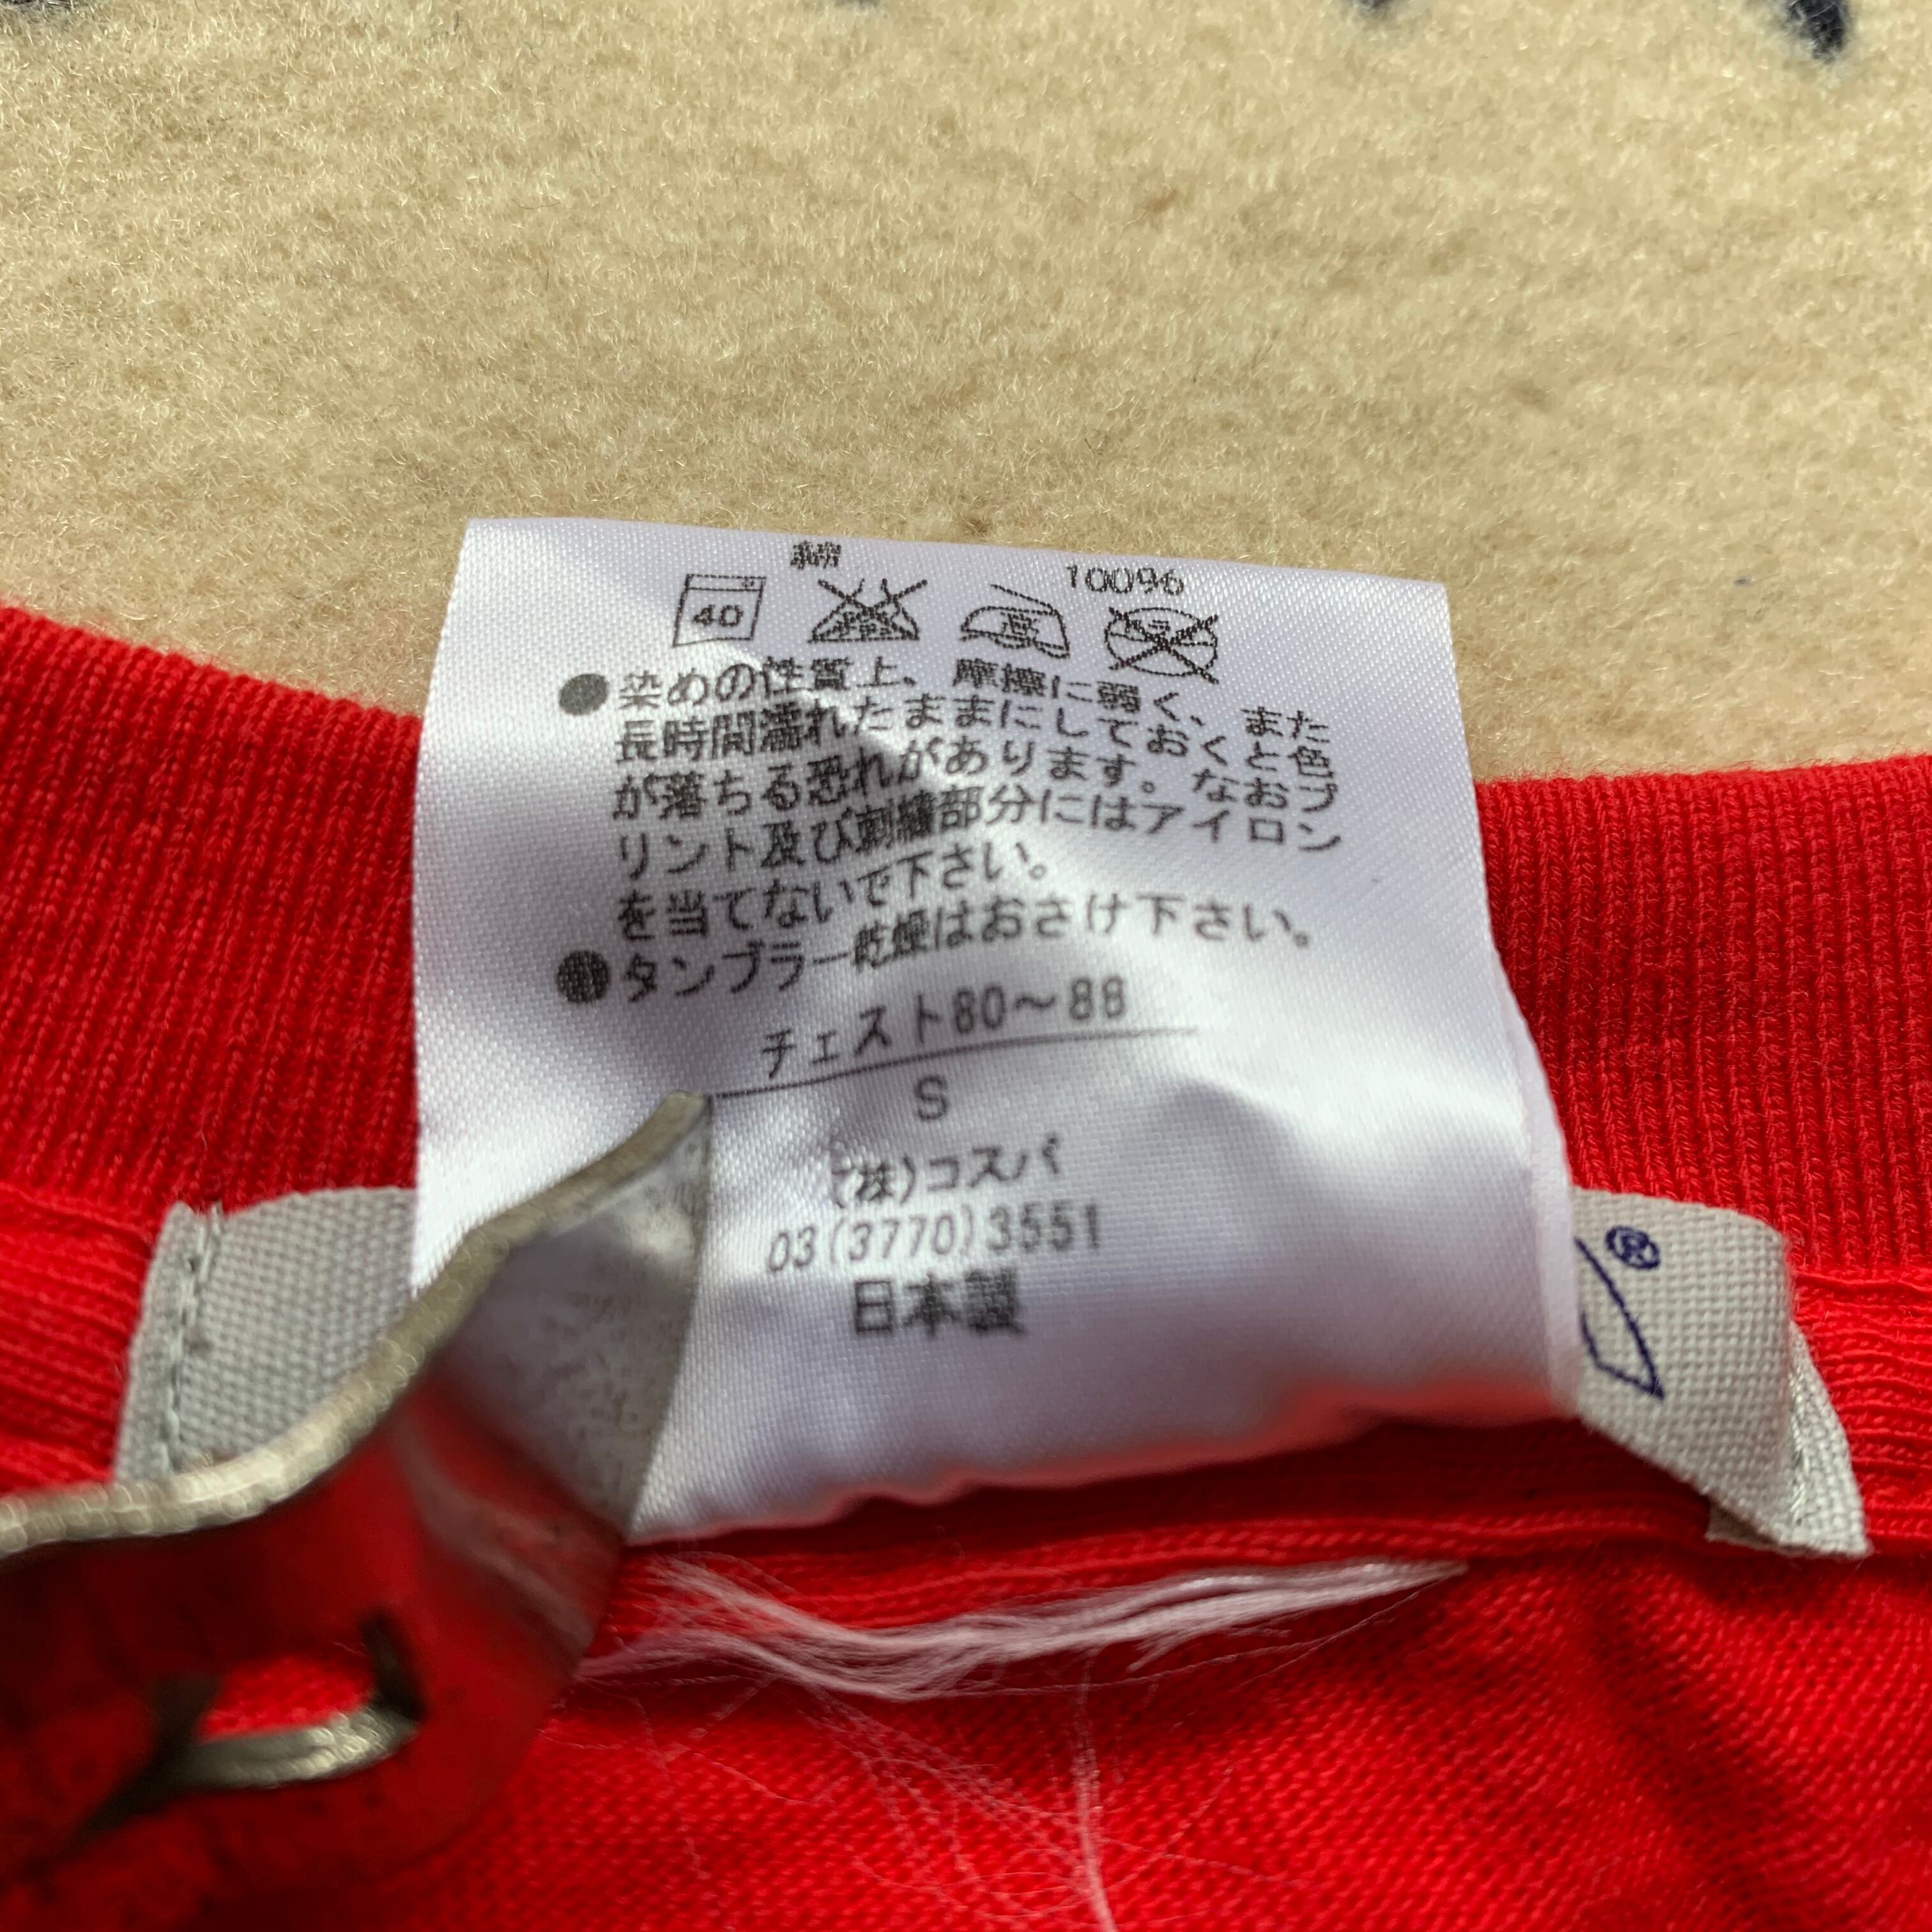 綿 10096
40
●染めの性質上、摩擦に弱く、また
長時間濡れたままにしておくと色
が落ちる恐れがあります。なおプ
リント及び刺繍部分にはアイロン
を当てないで下さい。
●タンブラー乾燥はおさけ下さい。
チェスト80〜88
S
(株)コスパ
03(3770)3551
日本製
®